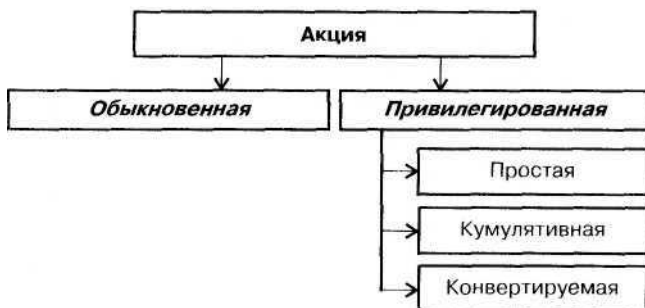 Акция
Обыкновенная
Привилегированная
Простая
Кумулятивная
Конвертируемая